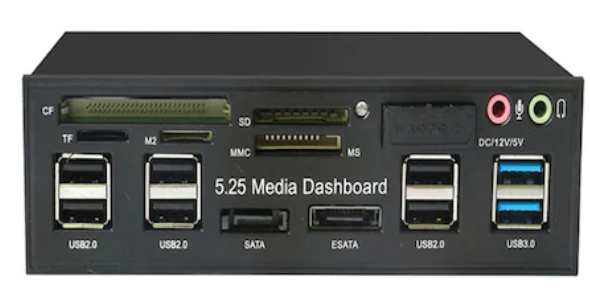 CF
SD
TF
M2
MMC
MS
DC/12V/5V
5.25 Media Dashboard
USB2.0
USB2.0
SATA
ESATA
USB2.0
USB3.0